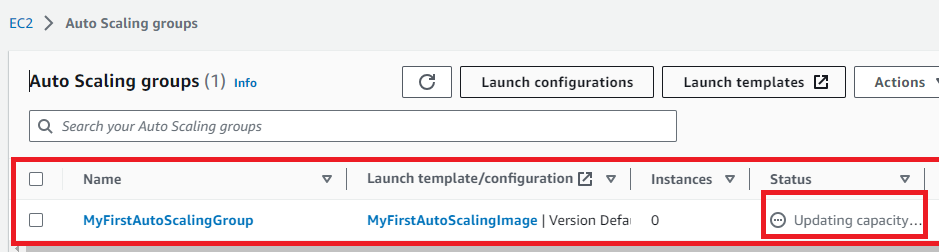 EC2 > Auto Scaling groups
Auto Scaling groups (1) Info
Launch configurations
Launch templates
Actions
Search your Auto Scaling groups
Name Launch template/configuration Instances Status
MyFirstAutoScalingGroup MyFirstAutoScalingImage | Version Defau 0 Updating capacity...